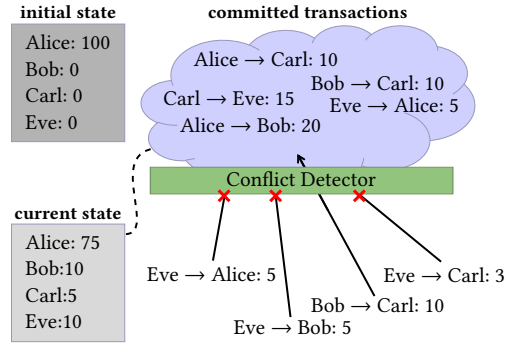 initial state
Alice: 100
Bob: 0
Carl: 0
Eve: 0
committed transactions
Alice → Carl: 10
Bob → Carl: 10
Carl → Eve: 15
Eve → Alice: 5
Alice → Bob: 20
Conflict Detector
current state
Alice: 75
Bob:10
Carl:5
Eve:10
Eve → Alice: 5
Eve → Carl: 3
Bob → Carl: 10
Eve → Bob: 5